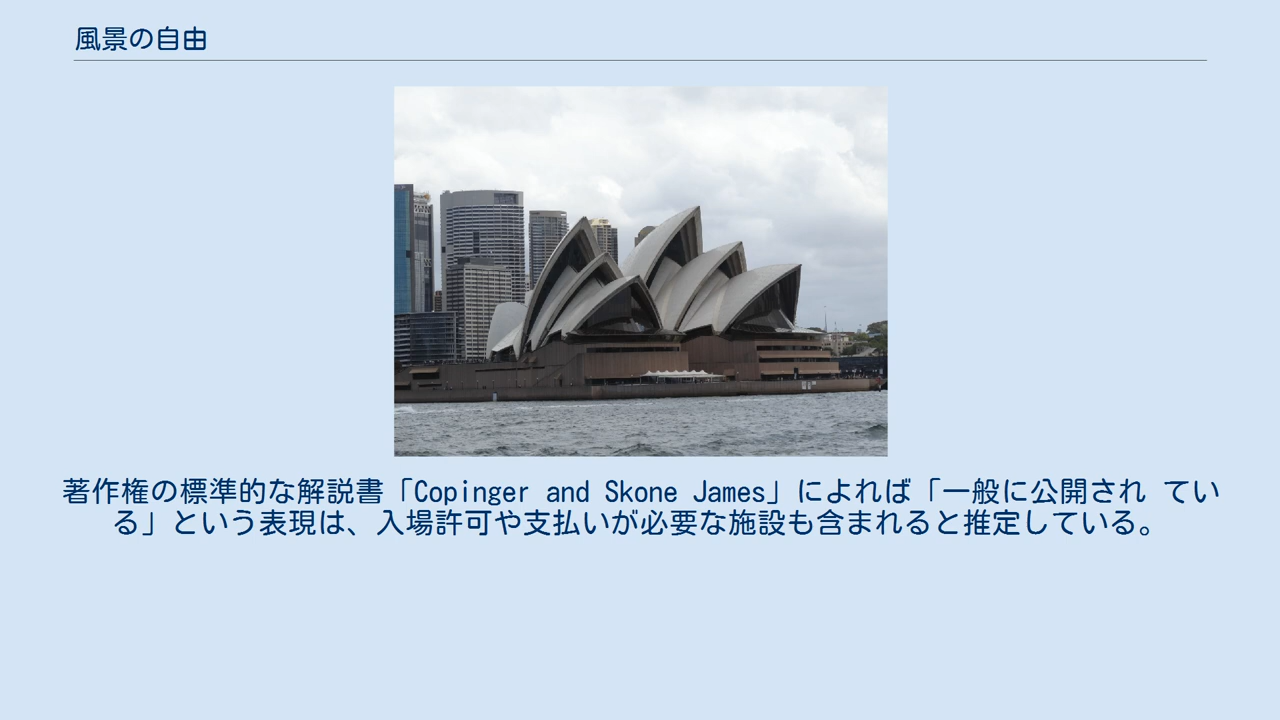 風景の自由
著作権の標準的な解説書「Copinger and Skone James」によれば「一般に公開され てい
る」という表現は、入場許可や支払いが必要な施設も含まれると推定している。